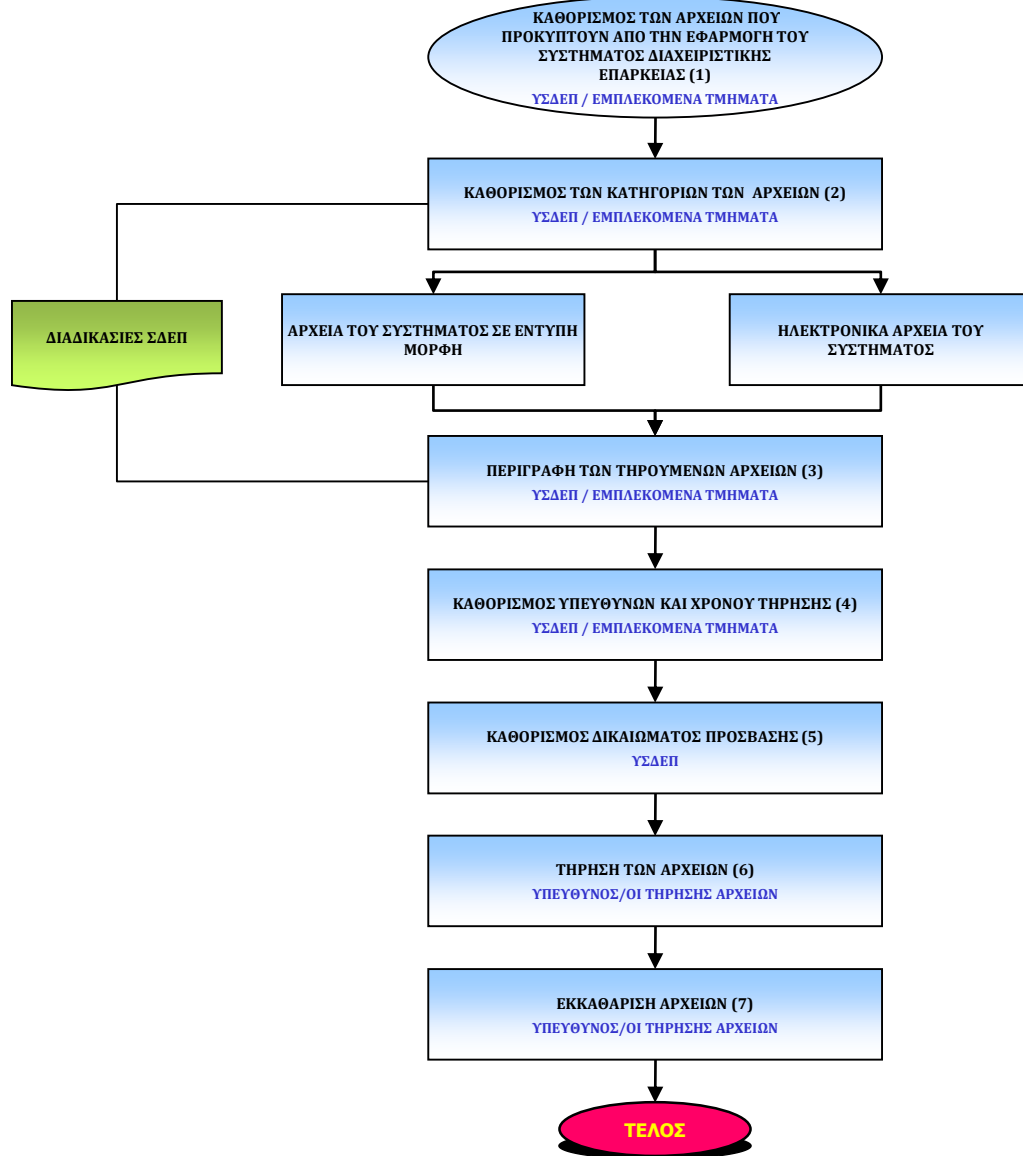 ΚΑΘΟΡΙΣΜΟΣ ΤΩΝ ΑΡΧΕΙΩΝ ΠΟΥ
ΠΡΟΚΥΠΤΟΥΝ ΑΠΟ ΤΗΝ ΕΦΑΡΜΟΓΗ ΤΟΥ
ΣΥΣΤΗΜΑΤΟΣ ΔΙΑΧΕΙΡΙΣΤΙΚΗΣ
ΕΠΑΡΚΕΙΑΣ (1)
ΥΣΔΕΠ / ΕΜΠΛΕΚΟΜΕΝΑ ΤΜΗΜΑΤΑ
ΚΑΘΟΡΙΣΜΟΣ ΤΩΝ ΚΑΤΗΓΟΡΙΩΝ ΤΩΝ ΑΡΧΕΙΩΝ (2)
ΥΣΔΕΠ / ΕΜΠΛΕΚΟΜΕΝΑ ΤΜΗΜΑΤΑ
ΔΙΑΔΙΚΑΣΙΕΣ ΣΔΕΠ
ΑΡΧΕΙΑ ΤΟΥ ΣΥΣΤΗΜΑΤΟΣ ΣΕ ΕΝΤΥΠΗ
ΜΟΡΦΗ
ΗΛΕΚΤΡΟΝΙΚΑ ΑΡΧΕΙΑ ΤΟΥ
ΣΥΣΤΗΜΑΤΟΣ
ΠΕΡΙΓΡΑΦΗ ΤΩΝ ΤΗΡΟΥΜΕΝΩΝ ΑΡΧΕΙΩΝ (3)
ΥΣΔΕΠ / ΕΜΠΛΕΚΟΜΕΝΑ ΤΜΗΜΑΤΑ
ΚΑΘΟΡΙΣΜΟΣ ΥΠΕΥΘΥΝΩΝ ΚΑΙ ΧΡΟΝΟΥ ΤΗΡΗΣΗΣ (4)
ΥΣΔΕΠ / ΕΜΠΛΕΚΟΜΕΝΑ ΤΜΗΜΑΤΑ
ΚΑΘΟΡΙΣΜΟΣ ΔΙΚΑΙΩΜΑΤΟΣ ΠΡΟΣΒΑΣΗΣ (5)
ΥΣΔΕΠ
ΤΗΡΗΣΗ ΤΩΝ ΑΡΧΕΙΩΝ (6)
ΥΠΕΥΘΥΝΟΣ/ΟΙ ΤΗΡΗΣΗΣ ΑΡΧΕΙΩΝ
ΕΚΚΑΘΑΡΙΣΗ ΑΡΧΕΙΩΝ (7)
ΥΠΕΥΘΥΝΟΣ/ΟΙ ΤΗΡΗΣΗΣ ΑΡΧΕΙΩΝ
ΤΕΛΟΣ